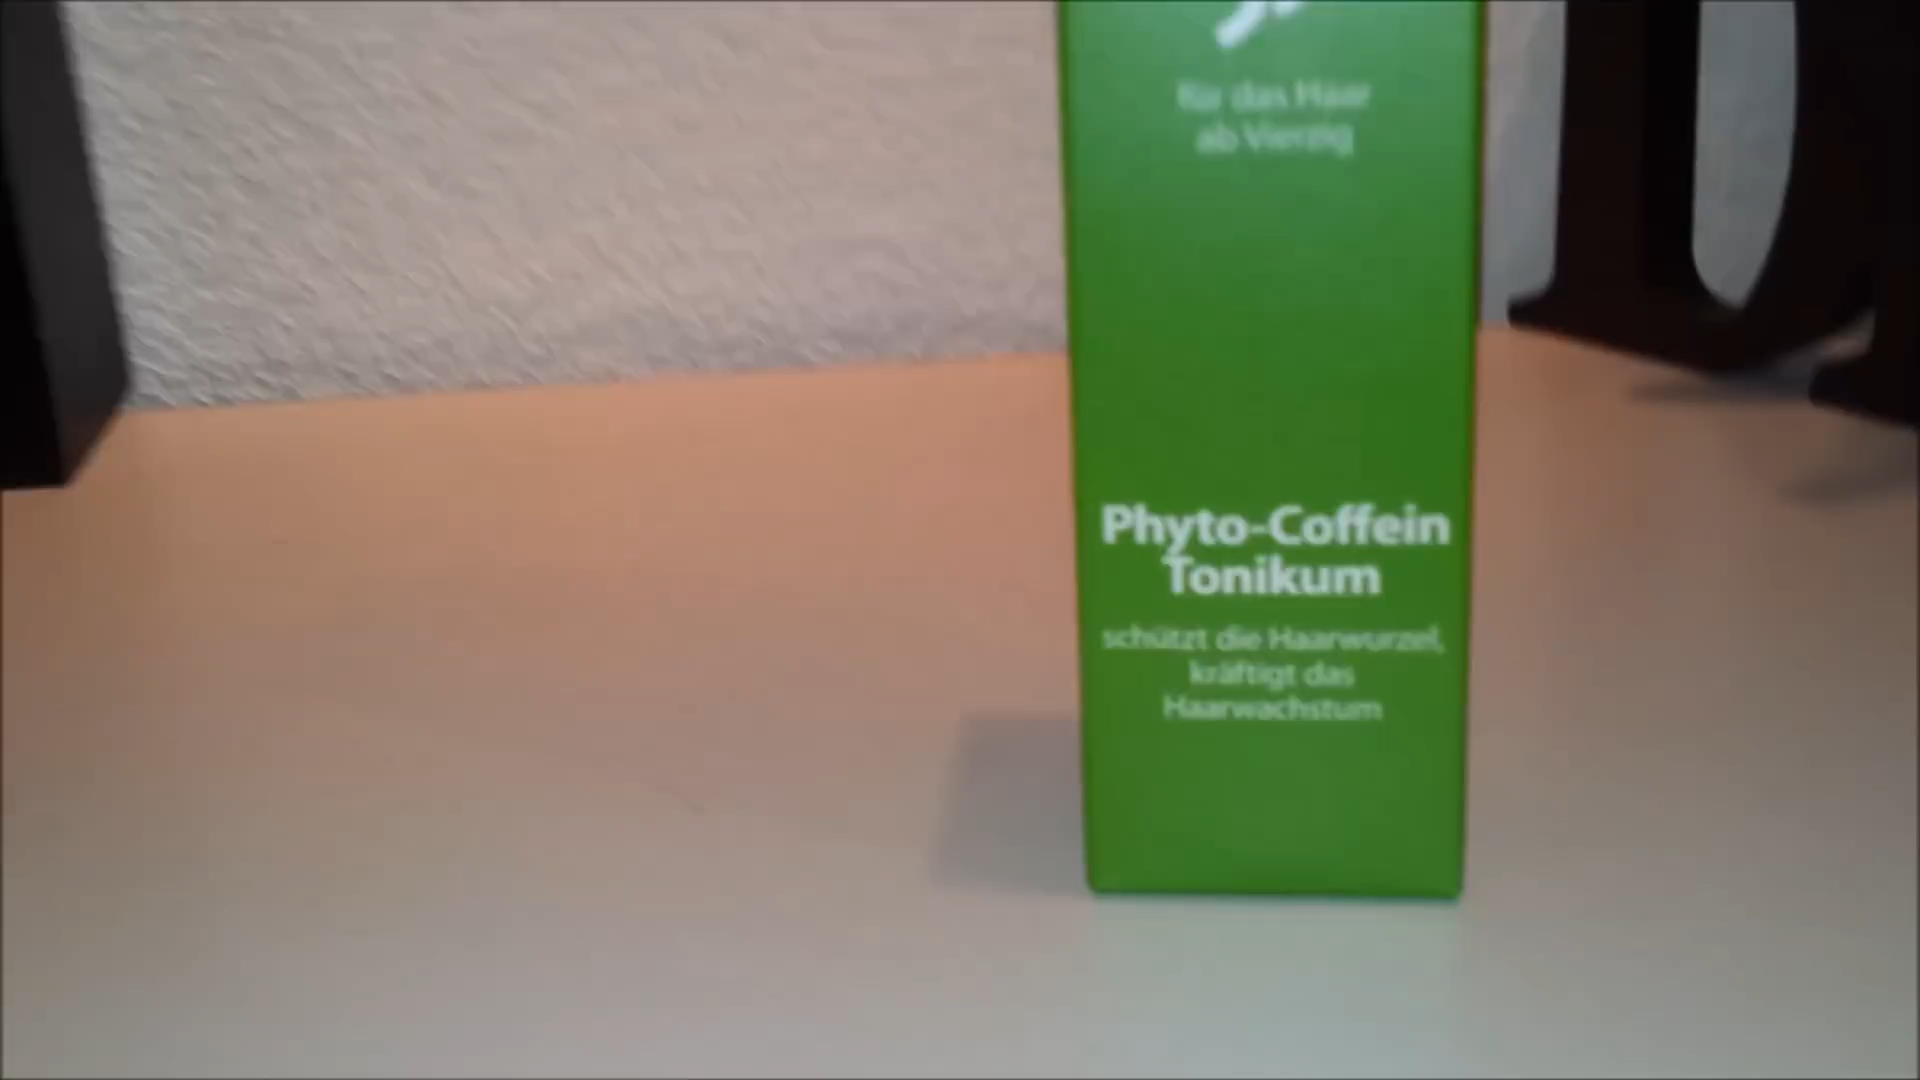 für das Haar
ab Vierzig
Phyto-Coffein
Tonikum
schützt die Haarwurzel,
kräftigt das
Haarwachstum